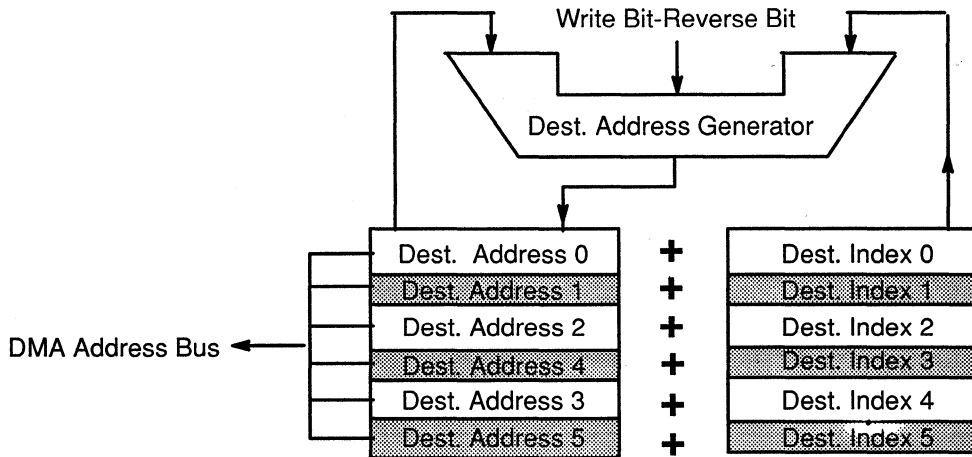 Write Bit-Reverse Bit
Dest. Address Generator
Dest. Address 0
+
Dest. Index 0
Dest. Address 1
+
Dest. Index 1
Dest. Address 2
+
Dest. Index 2
DMA Address Bus
Dest. Address 4
+
Dest. Index 3
Dest. Address 3
+
Dest. Index 4
Dest. Address 5
+
Dest. Index 5